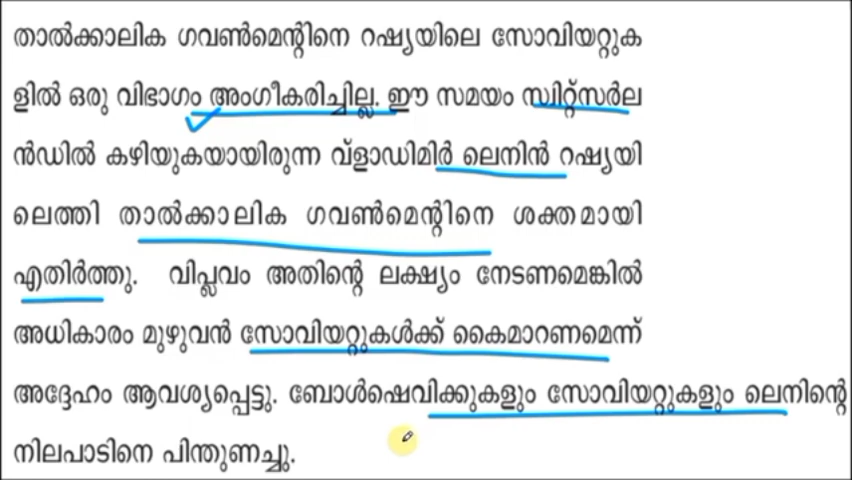 താൽക്കാലിക ഗവൺമെന്റിനെ റഷ്യയിലെ സോവിയറ്റുക
ളിൽ ഒരു വിഭാഗം അംഗീകരിച്ചില്ല. ഈ സമയം സ്വിറ്റ്സർല
ൻഡിൽ കഴിയുകയായിരുന്ന വ്ളാഡിമിർ ലെനിൻ റഷ്യയി
ലെത്തി താൽക്കാലിക ഗവൺമെന്റിനെ ശക്തമായി
എതിർത്തു. വിപ്ലവം അതിന്റെ ലക്ഷ്യം നേടണമെങ്കിൽ
അധികാരം മുഴുവൻ സോവിയറ്റുകൾക്ക് കൈമാറണമെന്ന്
അദ്ദേഹം ആവശ്യപ്പെട്ടു. ബോൾഷെവിക്കുകളും സോവിയറ്റുകളും ലെനിന്റെ
നിലപാടിനെ പിന്തുണച്ചു.